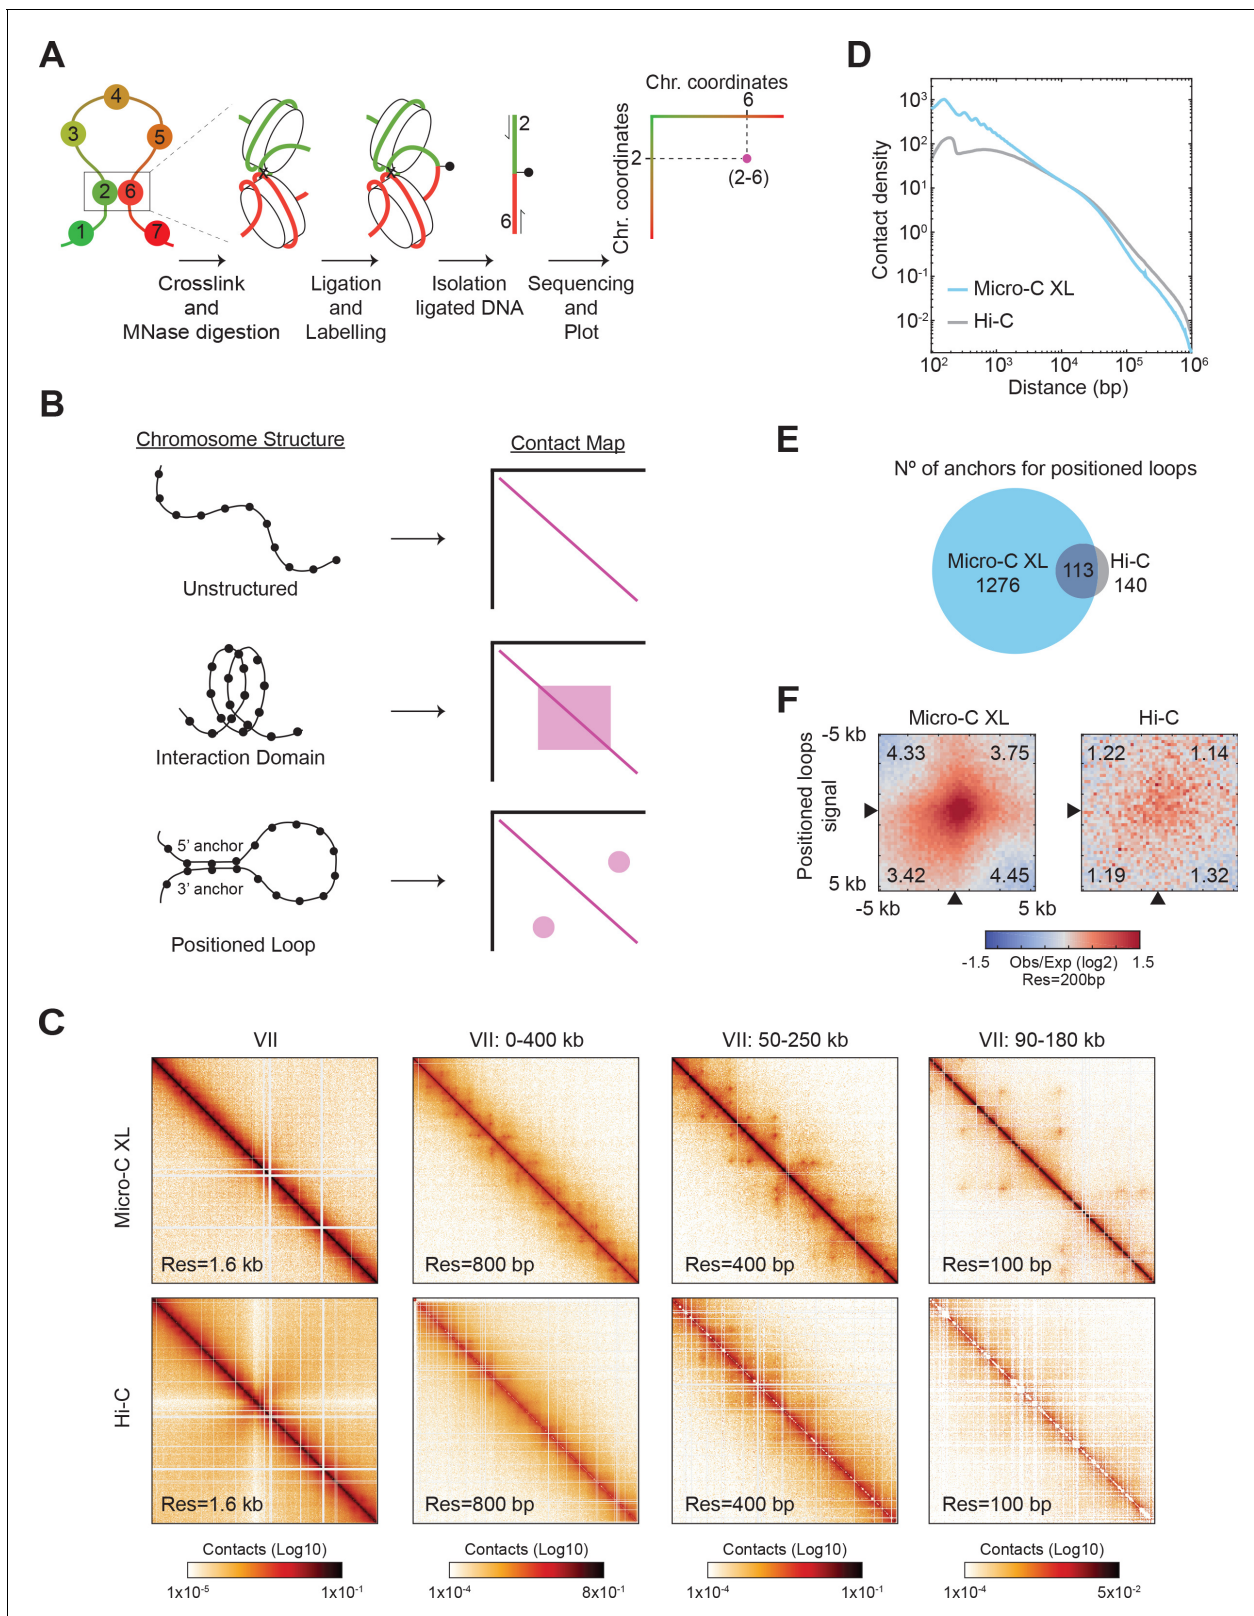 A
1
2
3
4
5
6
7
2
6
Chr. coordinates
6
Chr. coordinates
2
(2-6)
Crosslink
and
MNase digestion
Ligation
and
Labelling
Isolation
ligated DNA
Sequencing
and
Plot
B
Chromosome Structure
Contact Map
Unstructured
Interaction Domain
5' anchor
3' anchor
Positioned Loop
C
VII
VII: 0-400 kb
VII: 50-250 kb
VII: 90-180 kb
Micro-C XL
Res=1.6 kb
Res=800 bp
Res=400 bp
Res=100 bp
Hi-C
Res=1.6 kb
Res=800 bp
Res=400 bp
Res=100 bp
Contacts (Log10)
1x10⁻⁵
1x10⁻¹
Contacts (Log10)
1x10⁻⁴
8x10⁻¹
Contacts (Log10)
1x10⁻⁴
1x10⁻¹
Contacts (Log10)
1x10⁻⁴
5x10⁻²
D
Contact density
10³
10²
10¹
10⁰
10⁻¹
10⁻²
Micro-C XL
Hi-C
10²
10³
10⁴
10⁵
10⁶
Distance (bp)
E
Nº of anchors for positioned loops
Micro-C XL
1276
113
Hi-C
140
F
Micro-C XL
Hi-C
Positioned loops
signal
-5 kb
5 kb
4.33
3.75
3.42
4.45
-5 kb
5 kb
1.22
1.14
1.19
1.32
-1.5
Obs/Exp (log2)
1.5
Res=200bp